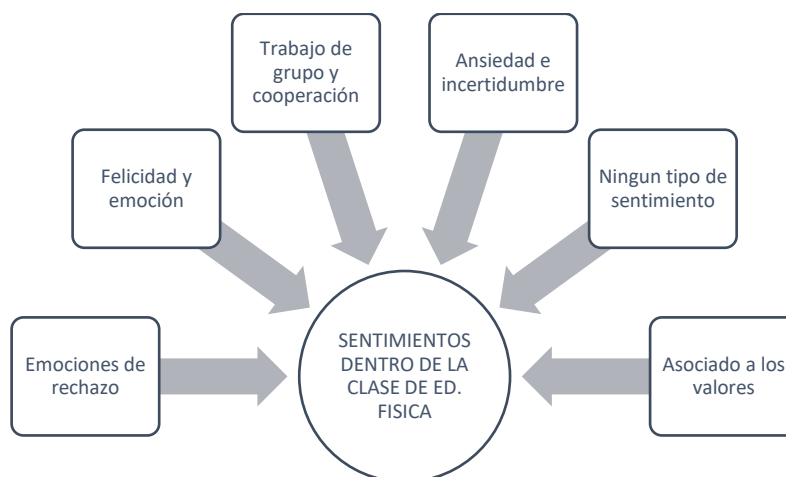 Trabajo de
grupo y
cooperación
Ansiedad e
incertidumbre
Felicidad y
emoción
Ningun tipo de
sentimiento
Emociones de
rechazo
SENTIMIENTOS
DENTRO DE LA
CLASE DE ED.
FISICA
Asociado a los
valores